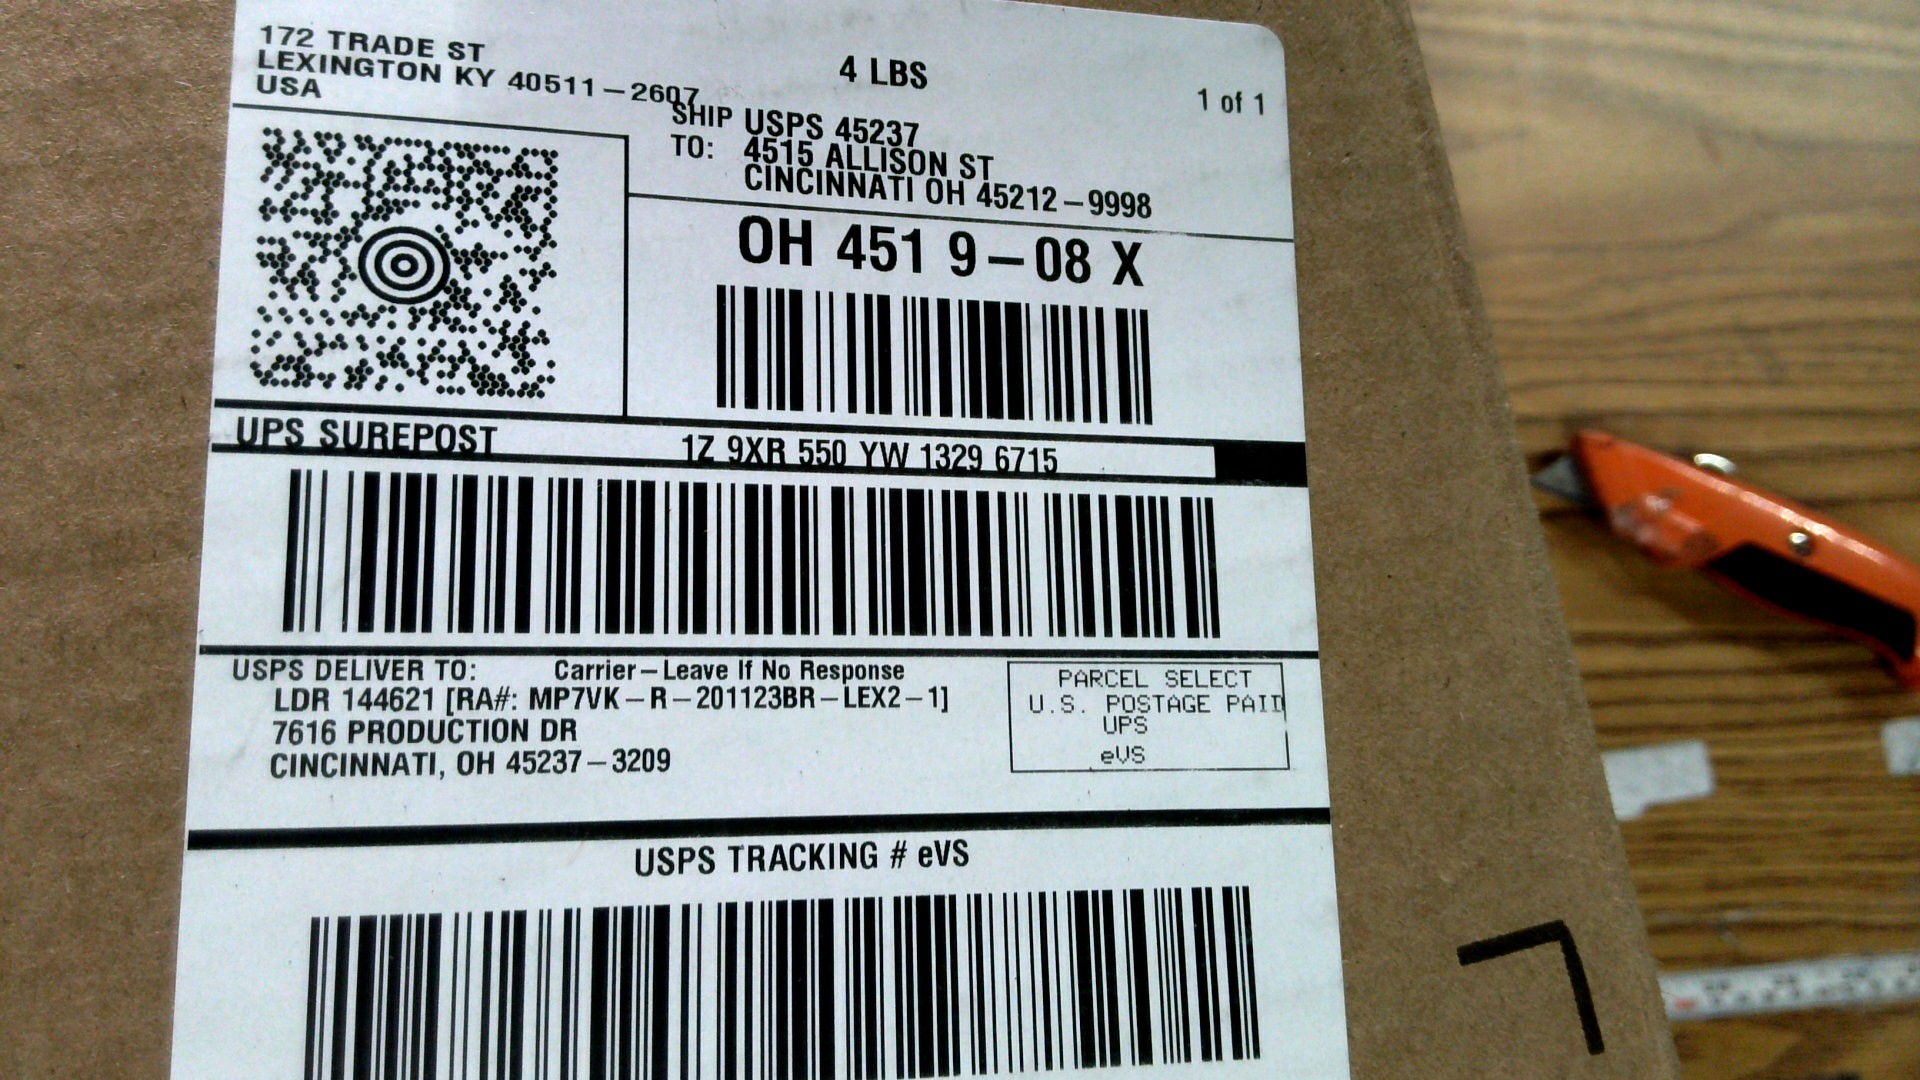 172 TRADE ST
LEXINGTON KY 40511-2607
USA
4 LBS
1 of 1
SHIP USPS 45237
TO: 4515 ALLISON ST
CINCINNATI OH 45212-9998
OH 451 9-08 X
UPS SUREPOST
1Z 9XR 550 YW 1329 6715
USPS DELIVER TO: Carrier-Leave If No Response
LDR 144621 [RA#: MP7VK-R-201123BR-LEX2-1]
7616 PRODUCTION DR
CINCINNATI, OH 45237-3209
PARCEL SELECT
U.S. POSTAGE PAID
UPS
eVS
USPS TRACKING # eVS